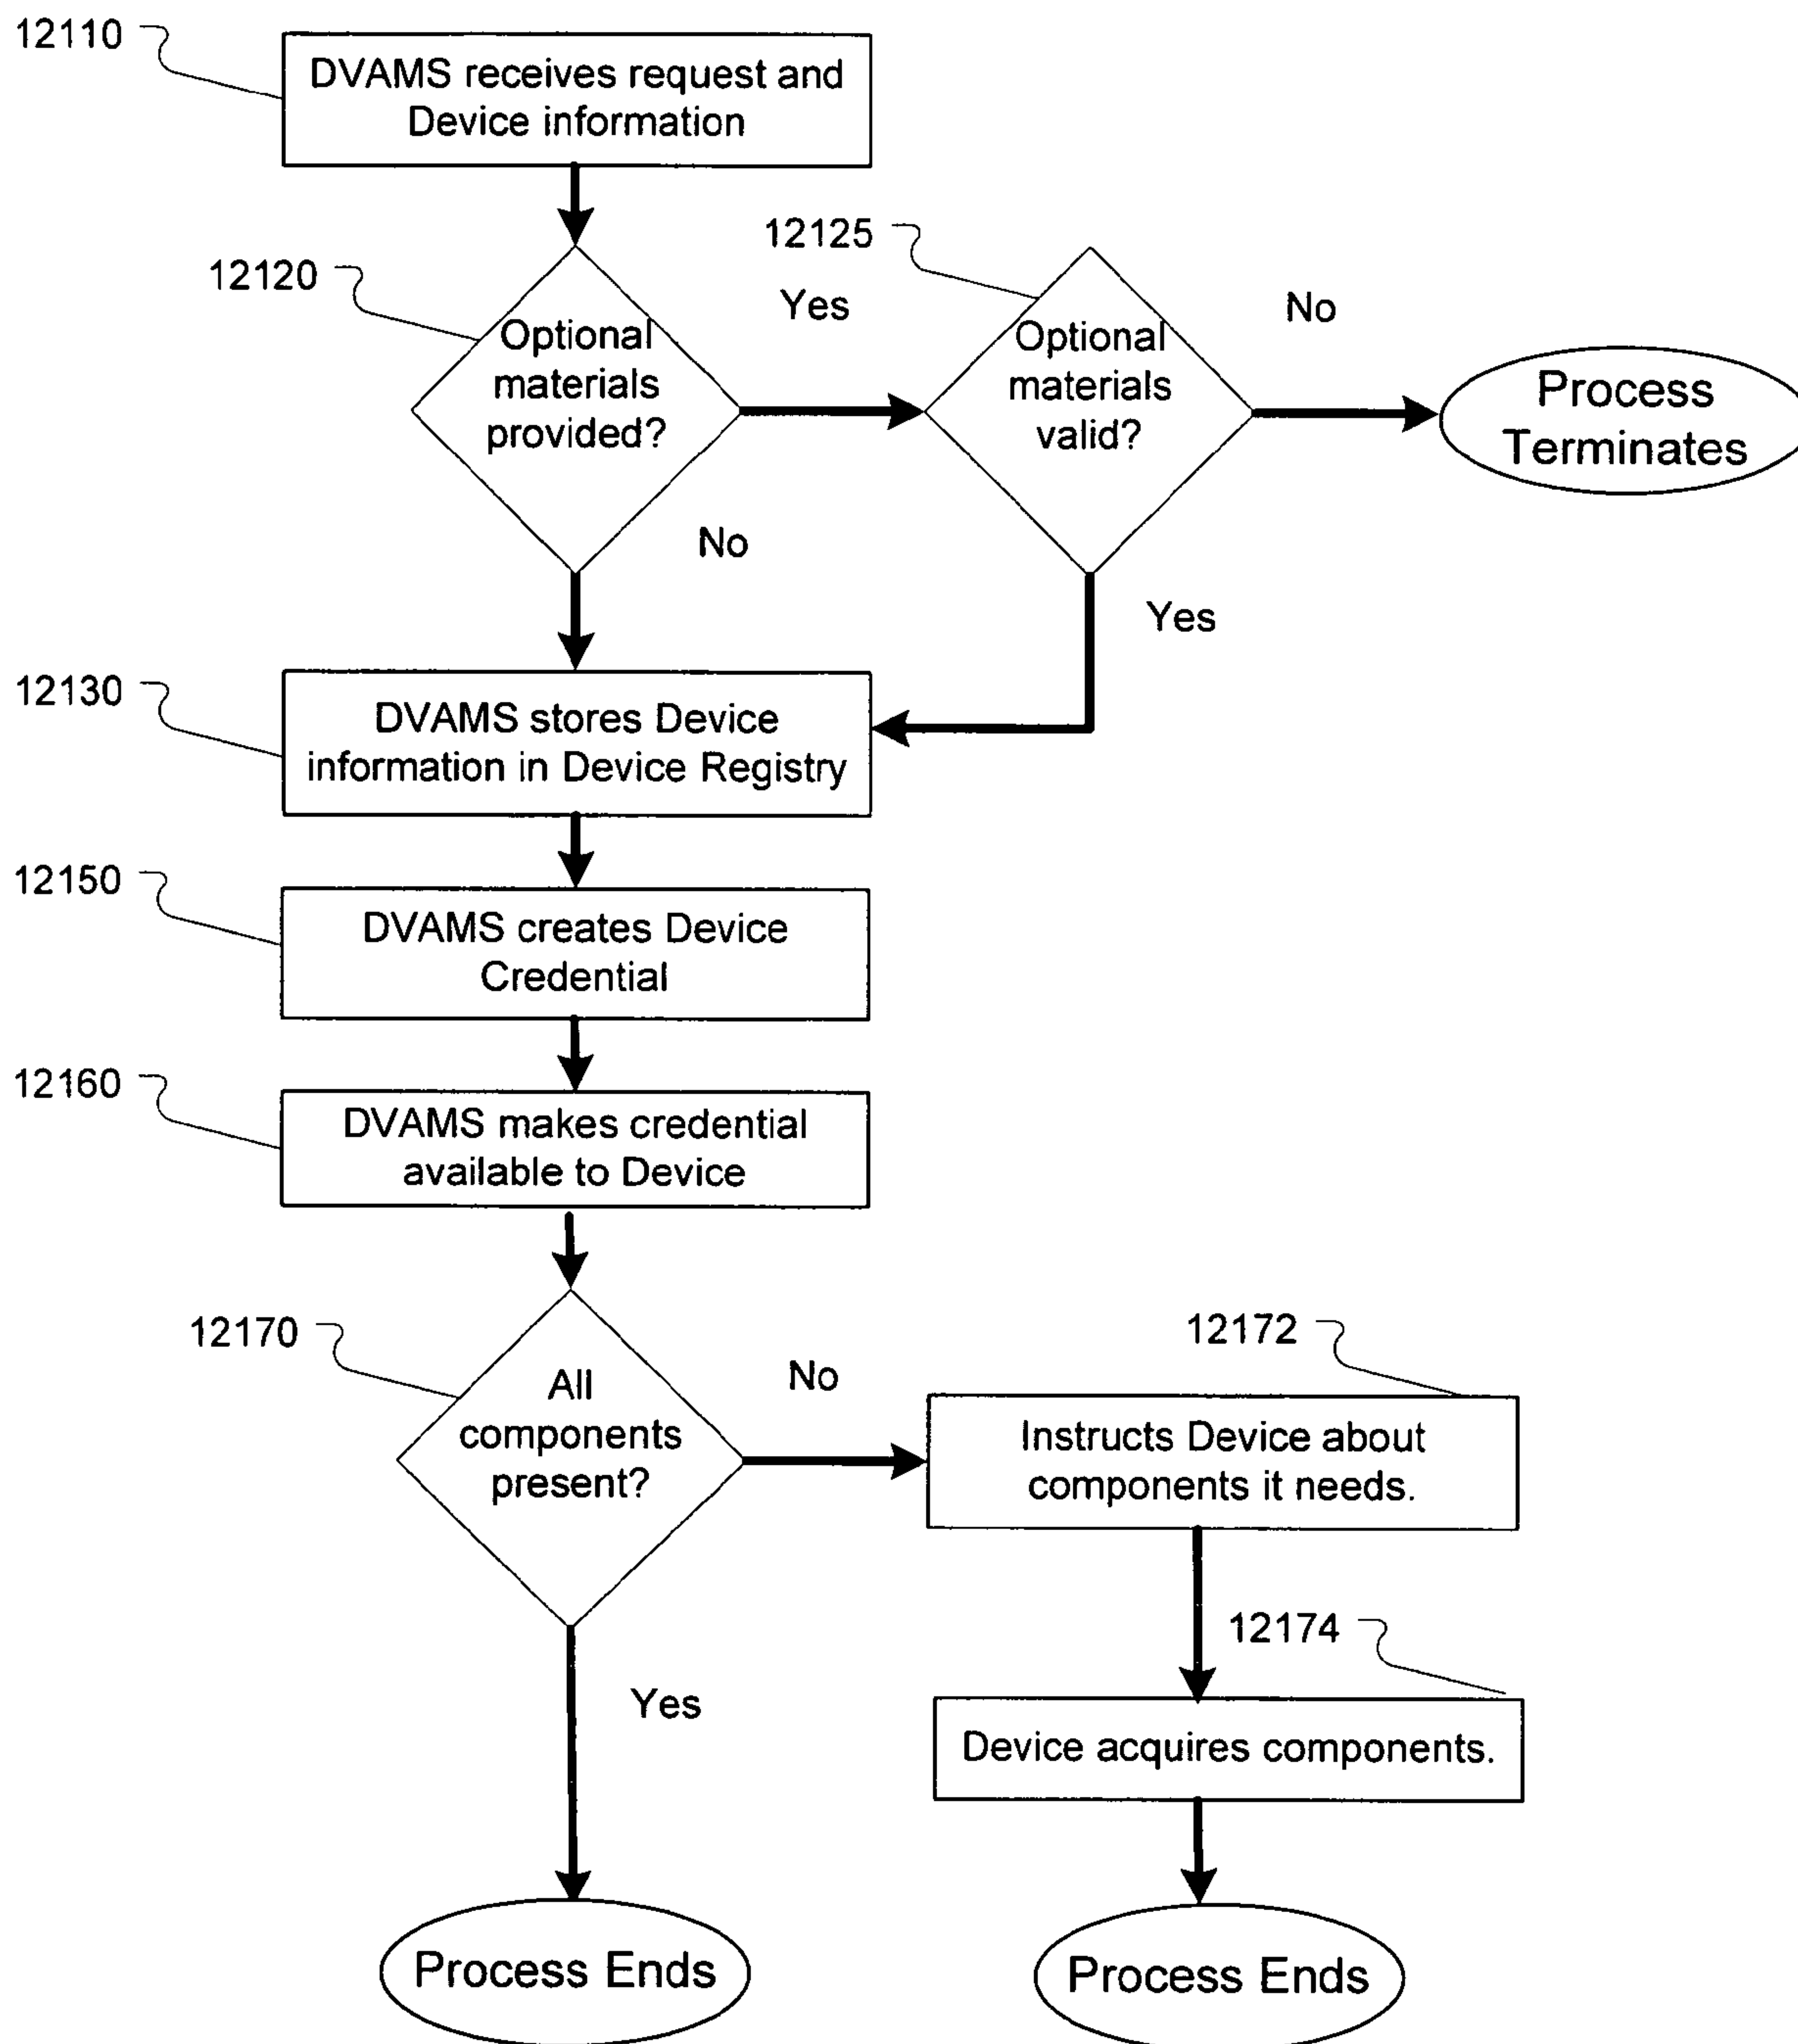 12110
DVAMS receives request and
Device information
12120
Optional
materials
provided?
Yes
12125
Optional
materials
valid?
No
Process
Terminates
No
Yes
12130
DVAMS stores Device
information in Device Registry
12150
DVAMS creates Device
Credential
12160
DVAMS makes credential
available to Device
12170
All
components
present?
No
12172
Instructs Device about
components it needs.
12174
Device acquires components.
Yes
Process Ends
Process Ends